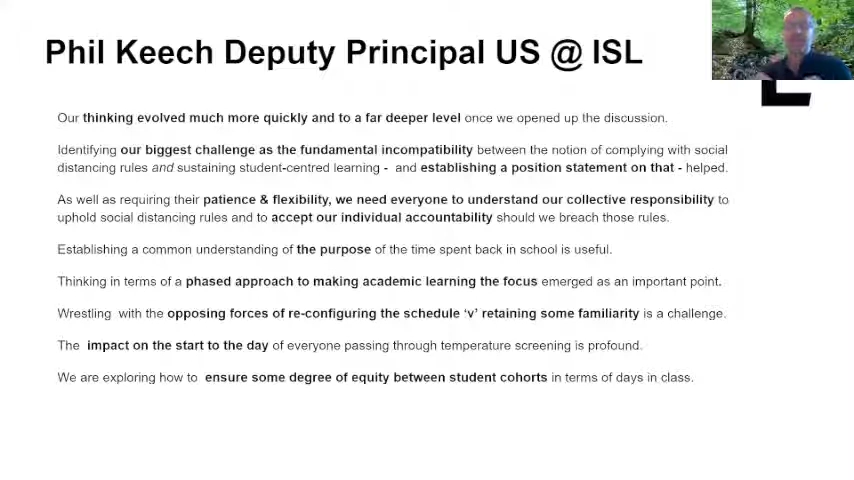 Phil Keech Deputy Principal US @ ISL
Our thinking evolved much more quickly and to a far deeper level once we opened up the discussion.
Identifying our biggest challenge as the fundamental incompatibility between the notion of complying with social
distancing rules and sustaining student-centred learning - and establishing a position statement on that - helped.
As well as requiring their patience & flexibility, we need everyone to understand our collective responsibility to
uphold social distancing rules and to accept our individual accountability should we breach those rules.
Establishing a common understanding of the purpose of the time spent back in school is useful.
Thinking in terms of a phased approach to making academic learning the focus emerged as an important point.
Wrestling with the opposing forces of re-configuring the schedule ‘v’ retaining some familiarity is a challenge.
The impact on the start to the day of everyone passing through temperature screening is profound.
We are exploring how to ensure some degree of equity between student cohorts in terms of days in class.